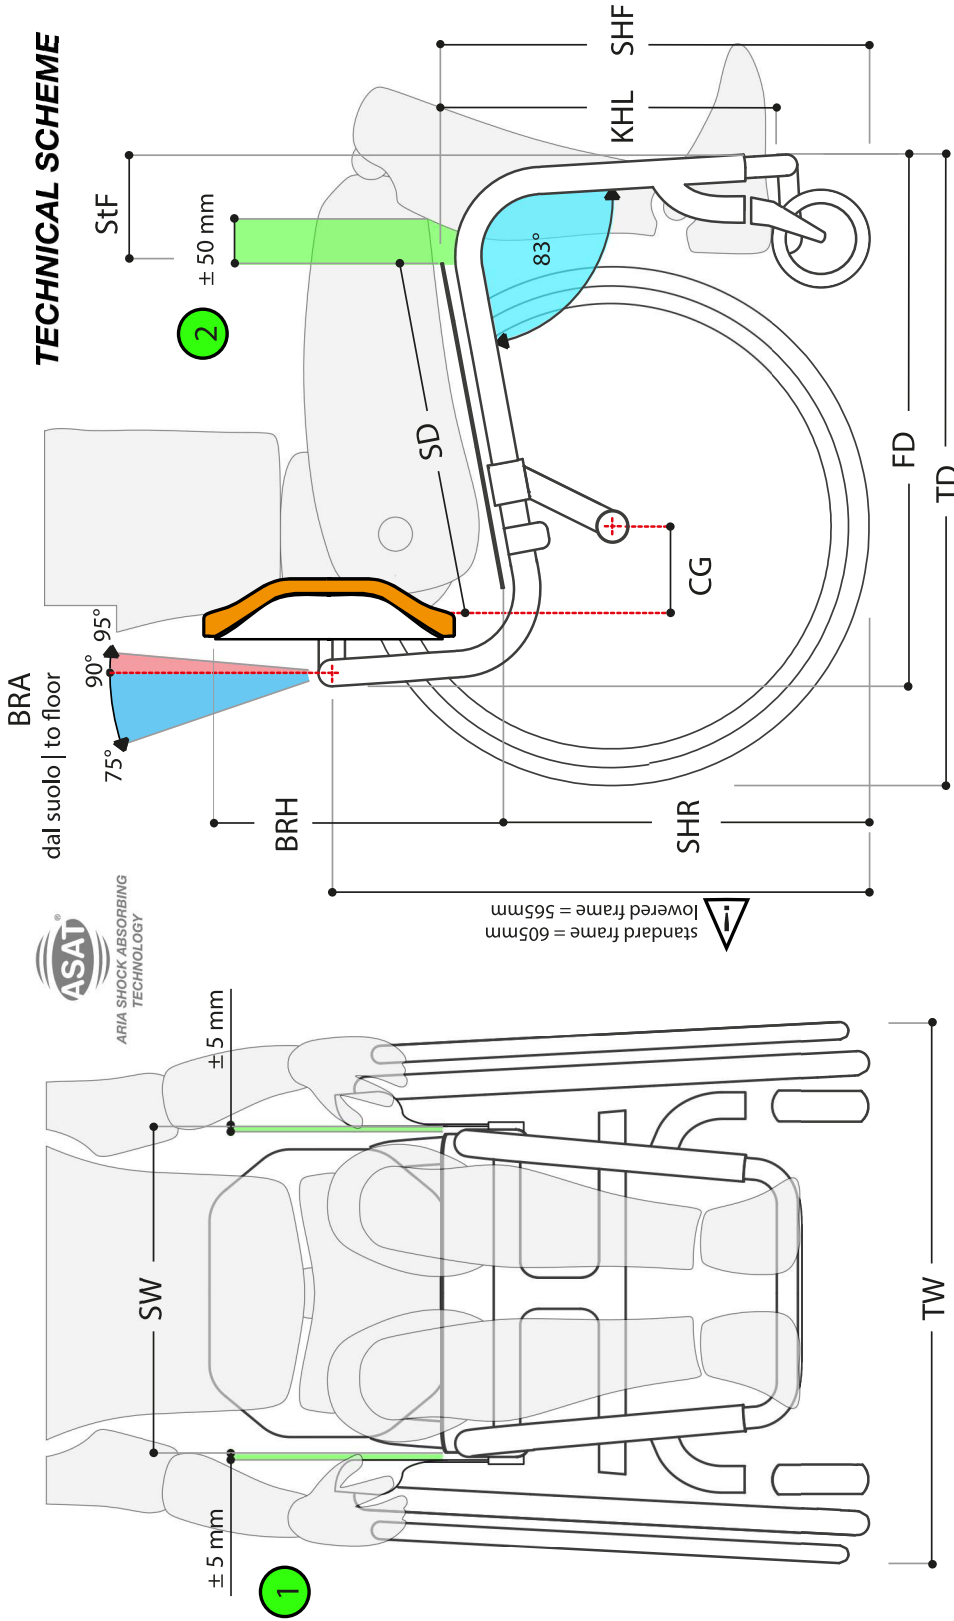 TECHNICAL SCHEME
ASAT®
ARIA SHOCK ABSORBING
TECHNOLOGY
BRA
dal suolo | to floor
75°
90°
95°
StF
± 50 mm
2
SD
83°
KHL
SHF
CG
FD
TD
BRH
SHR
standard frame = 605mm
lowered frame = 565mm
!
± 5 mm
SW
± 5 mm
1
TW